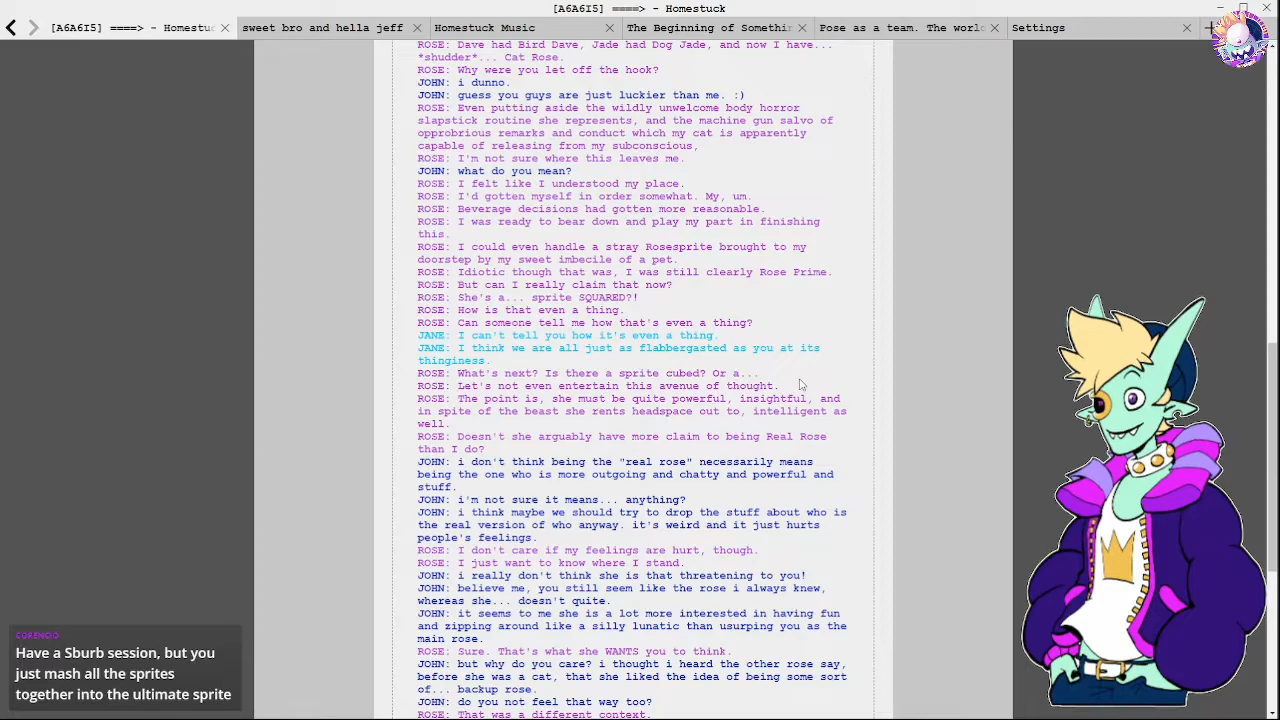 [A6A6I5] ====> - Homestuck
[A6A6I5] ====> - Homestuc
sweet bro and hella jeff
Homestuck Music
The Beginning of Somethin
Pose as a team. The worl
Settings
ROSE: Dave had Bird Dave, Jade had Dog Jade, and now I have...
*shudder*... Cat Rose.
ROSE: Why were you let off the hook?
JOHN: i dunno.
JOHN: guess you guys are just luckier than me. :)
ROSE: Even putting aside the wildly unwelcome body horror
slapstick routine she represents, and the machine gun salvo of
opprobrious remarks and conduct which my cat is apparently
capable of releasing from my subconscious,
ROSE: I'm not sure where this leaves me.
JOHN: what do you mean?
ROSE: I felt like I understood my place.
ROSE: I'd gotten myself in order somewhat. My, um.
ROSE: Beverage decisions had gotten more reasonable.
ROSE: I was ready to bear down and play my part in finishing
this.
ROSE: I could even handle a stray Rosesprite brought to my
doorstep by my sweet imbecile of a pet.
ROSE: Idiotic though that was, I was still clearly Rose Prime.
ROSE: But can I really claim that now?
ROSE: She's a... sprite SQUARED?!
ROSE: How is that even a thing.
ROSE: Can someone tell me how that's even a thing?
JANE: I can't tell you how it's even a thing.
JANE: I think we are all just as flabbergasted as you at its
thinginess.
ROSE: What's next? Is there a sprite cubed? Or a...
ROSE: Let's not even entertain this avenue of thought.
ROSE: The point is, she must be quite powerful, insightful, and
in spite of the beast she rents headspace out to, intelligent as
well.
ROSE: Doesn't she arguably have more claim to being Real Rose
than I do?
JOHN: i don't think being the "real rose" necessarily means
being the one who is more outgoing and chatty and powerful and
stuff.
JOHN: i'm not sure it means... anything?
JOHN: i think maybe we should try to drop the stuff about who is
the real version of who anyway. it's weird and it just hurts
people's feelings.
ROSE: I don't care if my feelings are hurt, though.
ROSE: I just want to know where I stand.
JOHN: i really don't think she is that threatening to you!
JOHN: believe me, you still seem like the rose i always knew,
whereas she... doesn't quite.
JOHN: it seems to me she is a lot more interested in having fun
and zipping around like a silly lunatic than usurping you as the
main rose.
ROSE: Sure. That's what she WANTS you to think.
JOHN: but why do you care? i thought i heard the other rose say,
before she was a cat, that she liked the idea of being some sort
of... backup rose.
JOHN: do you not feel that way too?
ROSE: That was a different context.
CORENCIO
Have a Sburb session, but you
just mash all the sprites
together into the ultimate sprite